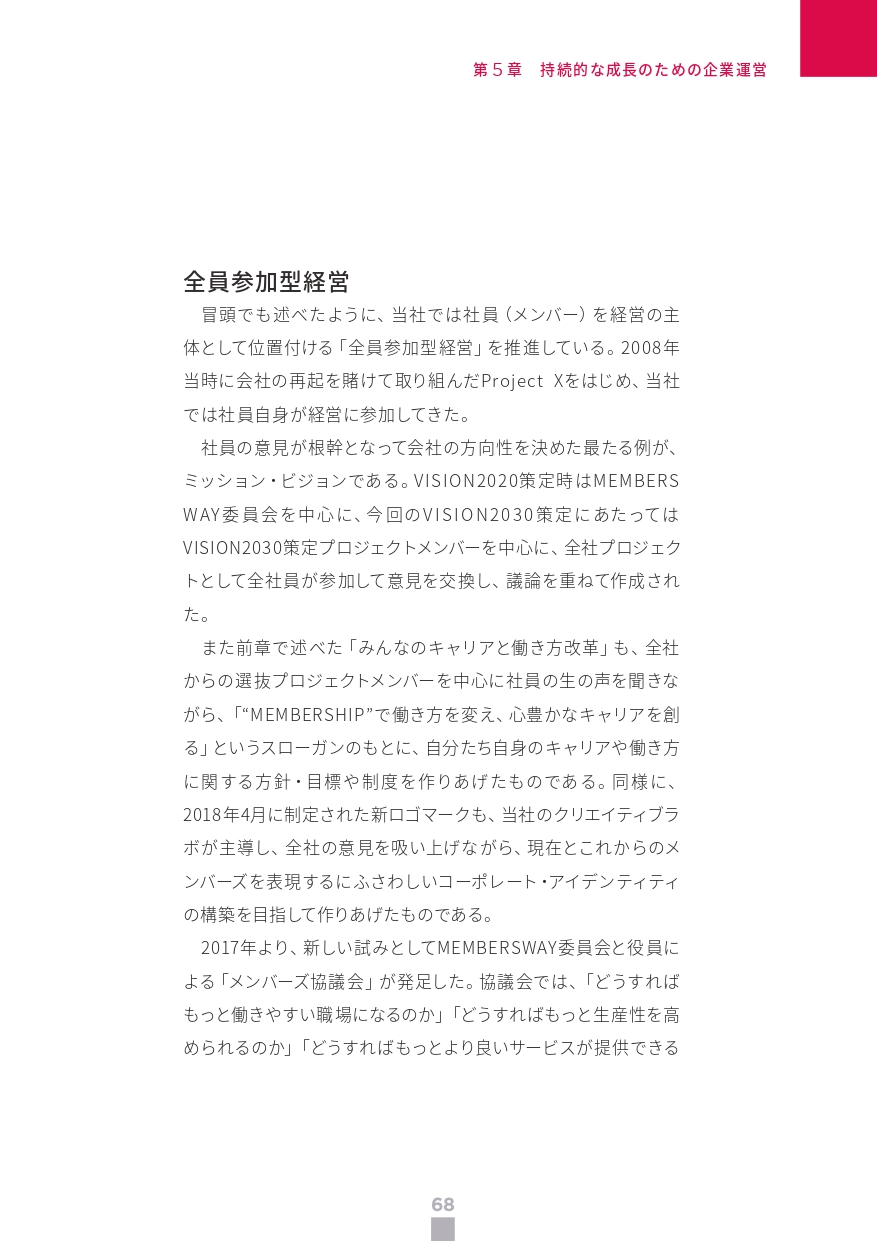 第５章　持続的な成長のための企業運営
全員参加型経営
　冒頭でも述べたように、当社では社員（メンバー）を経営の主
体として位置付ける「全員参加型経営」を推進している。2008年
当時に会社の再起を賭けて取り組んだProject Xをはじめ、当社
では社員自身が経営に参加してきた。
　社員の意見が根幹となって会社の方向性を決めた最たる例が、
ミッション・ビジョンである。VISION2020策定時はMEMBERS
WAY委員会を中心に、今回のVISION2030策定にあたっては
VISION2030策定プロジェクトメンバーを中心に、全社プロジェク
トとして全社員が参加して意見を交換し、議論を重ねて作成され
た。
　また前章で述べた「みんなのキャリアと働き方改革」も、全社
からの選抜プロジェクトメンバーを中心に社員の生の声を聞きな
がら、「“MEMBERSHIP”で働き方を変え、心豊かなキャリアを創
る」というスローガンのもとに、自分たち自身のキャリアや働き方
に関する方針・目標や制度を作りあげたものである。同様に、
2018年4月に制定された新ロゴマークも、当社のクリエイティブラ
ボが主導し、全社の意見を吸い上げながら、現在とこれからのメ
ンバーズを表現するにふさわしいコーポレート・アイデンティティ
の構築を目指して作りあげたものである。
　2017年より、新しい試みとしてMEMBERSWAY委員会と役員に
よる「メンバーズ協議会」が発足した。協議会では、「どうすれば
もっと働きやすい職場になるのか」「どうすればもっと生産性を高
められるのか」「どうすればもっとより良いサービスが提供できる
68